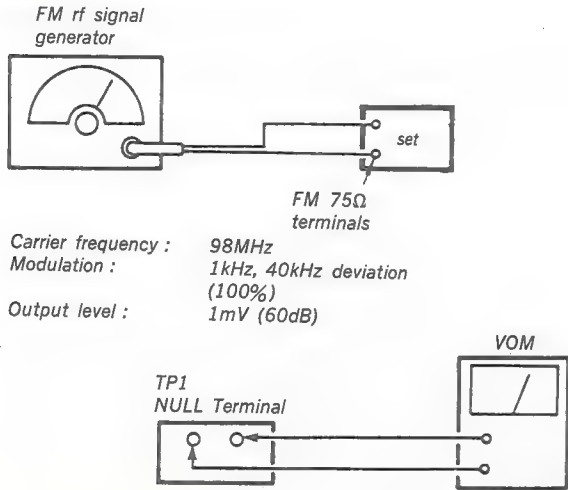 FM rf signal
generator
set
FM 75Ω
terminals
Carrier frequency : 98MHz
Modulation : 1kHz, 40kHz deviation
(100%)
Output level : 1mV (60dB)
VOM
TP1
NULL Terminal